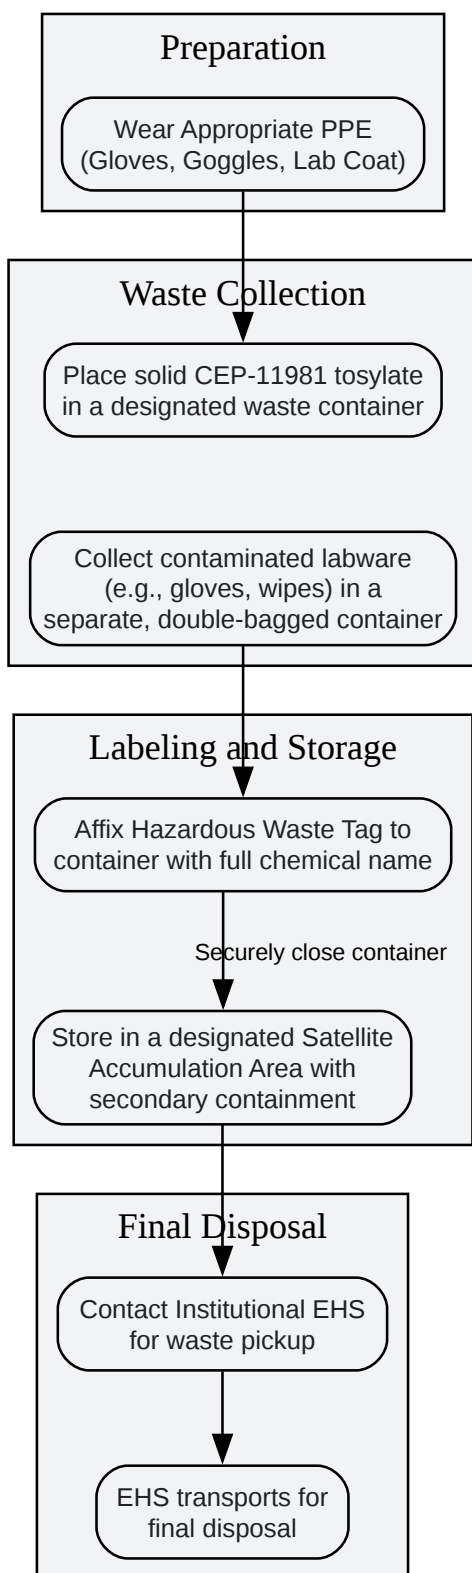 Preparation
Wear Appropriate PPE
(Gloves, Goggles, Lab Coat)
Waste Collection
Place solid CEP-11981 tosylate
in a designated waste container
Collect contaminated labware
(e.g., gloves, wipes) in a
separate, double-bagged container
Labeling and Storage
Affix Hazardous Waste Tag to
container with full chemical name
Securely close container
Store in a designated Satellite
Accumulation Area with
secondary containment
Final Disposal
Contact Institutional EHS
for waste pickup
EHS transports for
final disposal